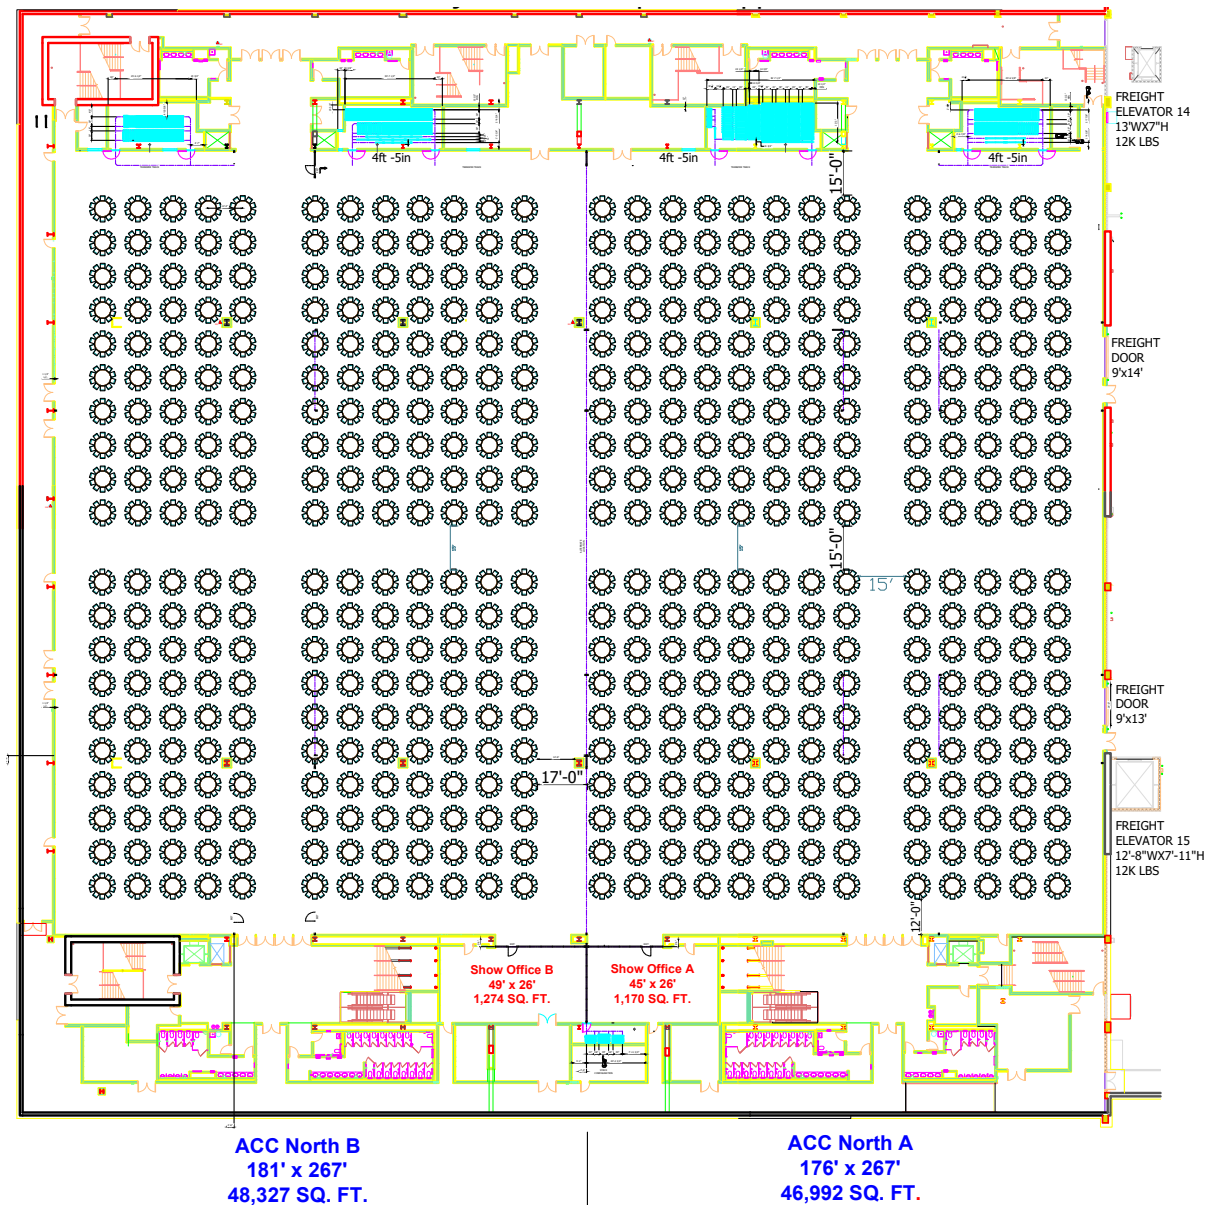 FREIGHT
ELEVATOR 14
13'WX7"H
12K LBS
4ft -5in
4ft -5in
4ft -5in
15'-0"
FREIGHT
DOOR
9'x14'
15'-0"
15'
FREIGHT
DOOR
9'x13'
17'-0"
FREIGHT
ELEVATOR 15
12'-8"WX7'-11"H
12K LBS
12'-0"
Show Office B
49' x 26'
1,274 SQ. FT.
Show Office A
45' x 26'
1,170 SQ. FT.
ACC North B
181' x 267'
48,327 SQ. FT.
ACC North A
176' x 267'
46,992 SQ. FT.